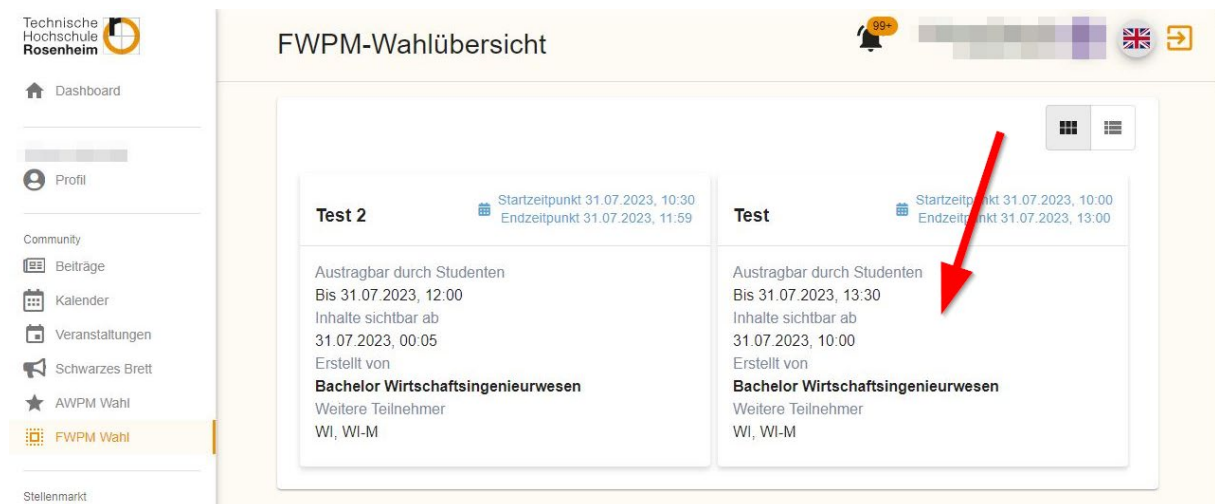 Technische
Hochschule
Rosenheim
FWPM-Wahlübersicht
99+
Dashboard
Profil
Community
Beiträge
Kalender
Veranstaltungen
Schwarzes Brett
AWPM Wahl
FWPM Wahl
Stellenmarkt
Test 2
Startzeitpunkt 31.07.2023, 10:30
Endzeitpunkt 31.07.2023, 11:59
Austragbar durch Studenten
Bis 31.07.2023, 12:00
Inhalte sichtbar ab
31.07.2023, 00:05
Erstellt von
Bachelor Wirtschaftsingenieurwesen
Weitere Teilnehmer
WI, WI-M
Test
Startzeitpunkt 31.07.2023, 10:00
Endzeitpunkt 31.07.2023, 13:00
Austragbar durch Studenten
Bis 31.07.2023, 13:30
Inhalte sichtbar ab
31.07.2023, 10:00
Erstellt von
Bachelor Wirtschaftsingenieurwesen
Weitere Teilnehmer
WI, WI-M